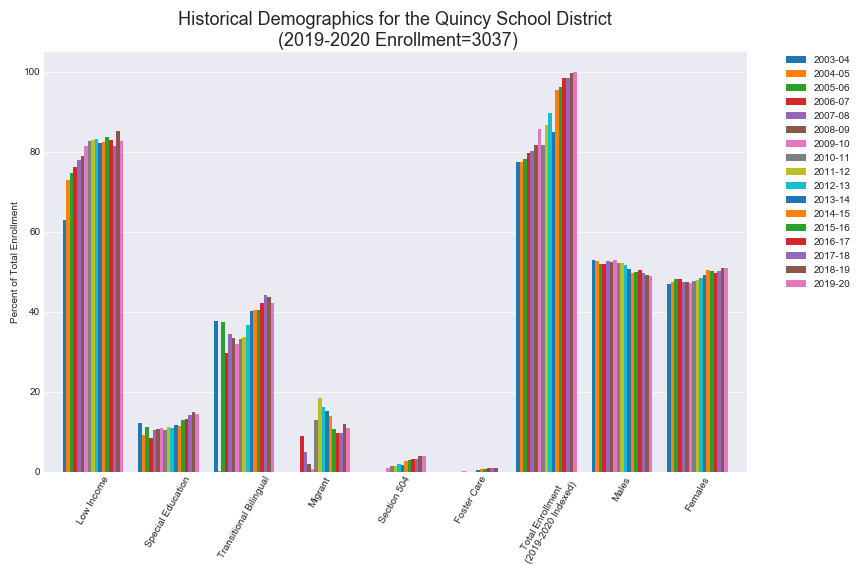 Historical Demographics for the Quincy School District
(2019-2020 Enrollment=3037)
Percent of Total Enrollment
100
80
60
40
20
0
Low Income
Special Education
Transitional Bilingual
Migrant
Section 504
Foster Care
Total Enrollment
(2019-2020 Indexed)
Males
Females
2003-04
2004-05
2005-06
2006-07
2007-08
2008-09
2009-10
2010-11
2011-12
2012-13
2013-14
2014-15
2015-16
2016-17
2017-18
2018-19
2019-20